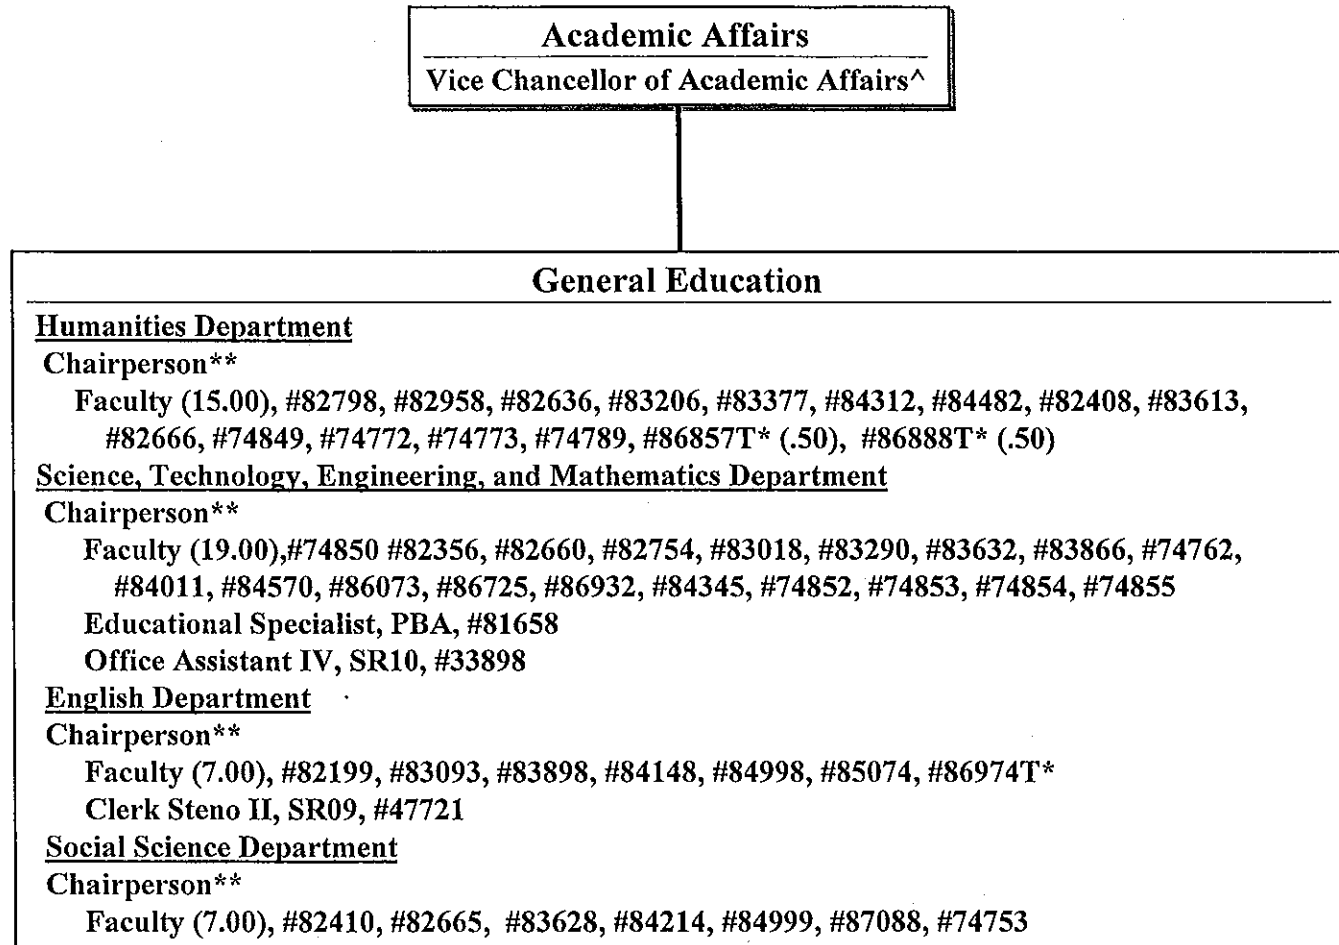 Academic Affairs
Vice Chancellor of Academic Affairs^
General Education
Humanities Department
Chairperson**
Faculty (15.00), #82798, #82958, #82636, #83206, #83377, #84312, #84482, #82408, #83613,
#82666, #74849, #74772, #74773, #74789, #86857T* (.50), #86888T* (.50)
Science, Technology, Engineering, and Mathematics Department
Chairperson**
Faculty (19.00),#74850 #82356, #82660, #82754, #83018, #83290, #83632, #83866, #74762,
#84011, #84570, #86073, #86725, #86932, #84345, #74852, #74853, #74854, #74855
Educational Specialist, PBA, #81658
Office Assistant IV, SR10, #33898
English Department
Chairperson**
Faculty (7.00), #82199, #83093, #83898, #84148, #84998, #85074, #86974T*
Clerk Steno II, SR09, #47721
Social Science Department
Chairperson**
Faculty (7.00), #82410, #82665, #83628, #84214, #84999, #87088, #74753